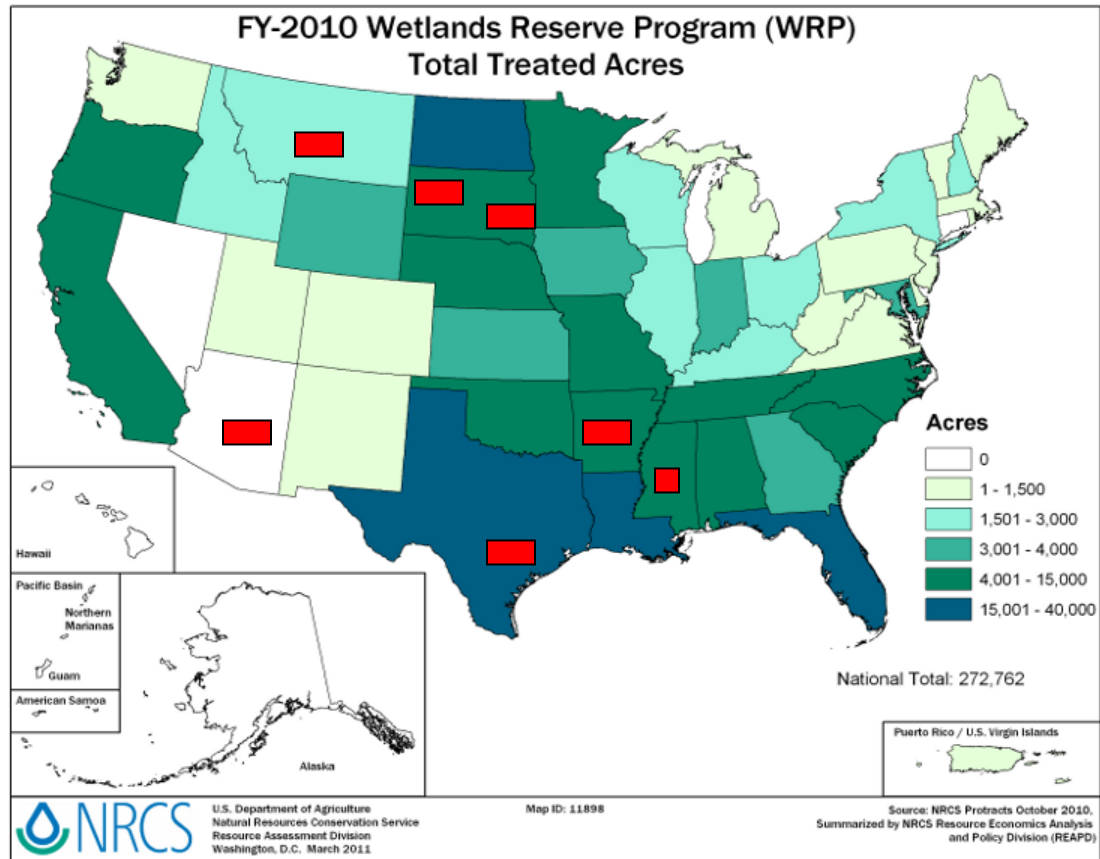 FY-2010 Wetlands Reserve Program (WRP)
Total Treated Acres
Acres
0
1 - 1,500
1,501 - 3,000
3,001 - 4,000
4,001 - 15,000
15,001 - 40,000
National Total: 272,762
Hawaii
Pacific Basin
Northern
Marianas
Guam
American Samoa
Alaska
Puerto Rico / U.S. Virgin Islands
NRCS
U.S. Department of Agriculture
Natural Resources Conservation Service
Resource Assessment Division
Washington, D.C. March 2011
Map ID: 11898
Source: NRCS Protracts October 2010,
Summarized by NRCS Resource Economics Analysis
and Policy Division (REAPD)